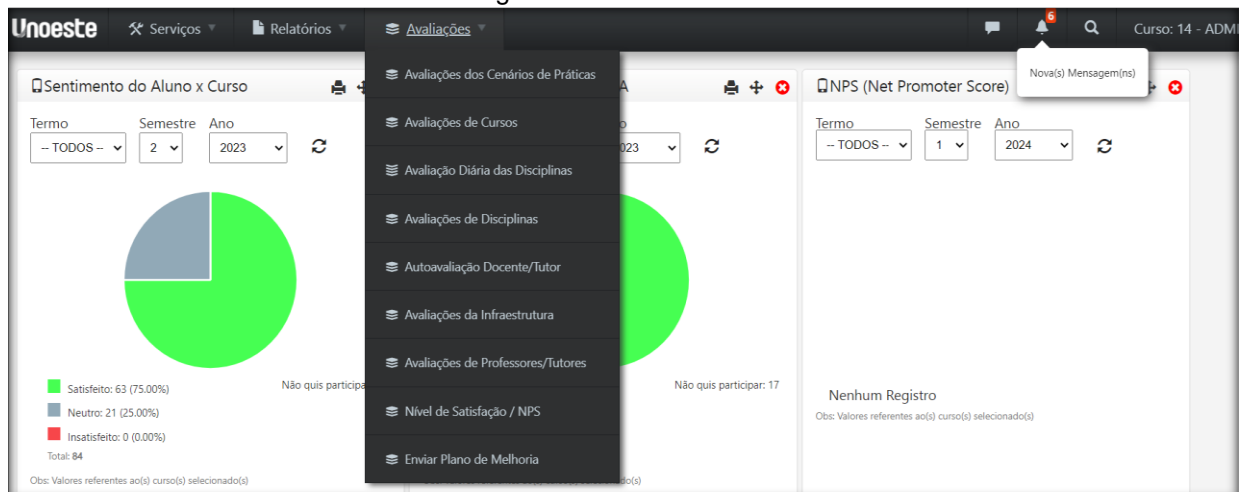 Unoeste Serviços Relatórios Avaliações 6 Curso: 14 - ADMI
Nova(s) Mensagem(ns)
Sentimento do Aluno x Curso
Termo Semestre Ano
-- TODOS -- 2 2023
Satisfeito: 63 (75.00%)
Neutro: 21 (25.00%)
Insatisfeito: 0 (0.00%)
Total: 84
Não quis participa
Obs: Valores referentes ao(s) curso(s) selecionado(s)
Avaliações dos Cenários de Práticas
Avaliações de Cursos
Avaliação Diária das Disciplinas
Avaliações de Disciplinas
Autoavaliação Docente/Tutor
Avaliações da Infraestrutura
Avaliações de Professores/Tutores
Nível de Satisfação / NPS
Enviar Plano de Melhoria
A
o
023
Não quis participar: 17
NPS (Net Promoter Score)
Termo Semestre Ano
-- TODOS -- 1 2024
Nenhum Registro
Obs: Valores referentes ao(s) curso(s) selecionado(s)